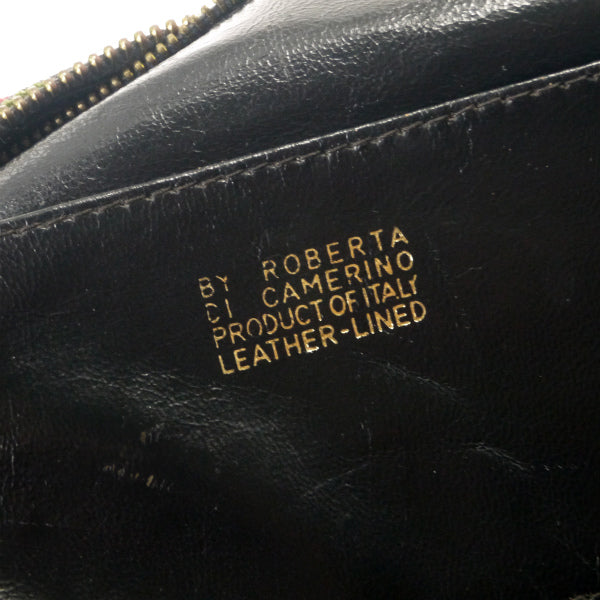 BY ROBERTA
DI CAMERINO
PRODUCT OF ITALY
LEATHER-LINED